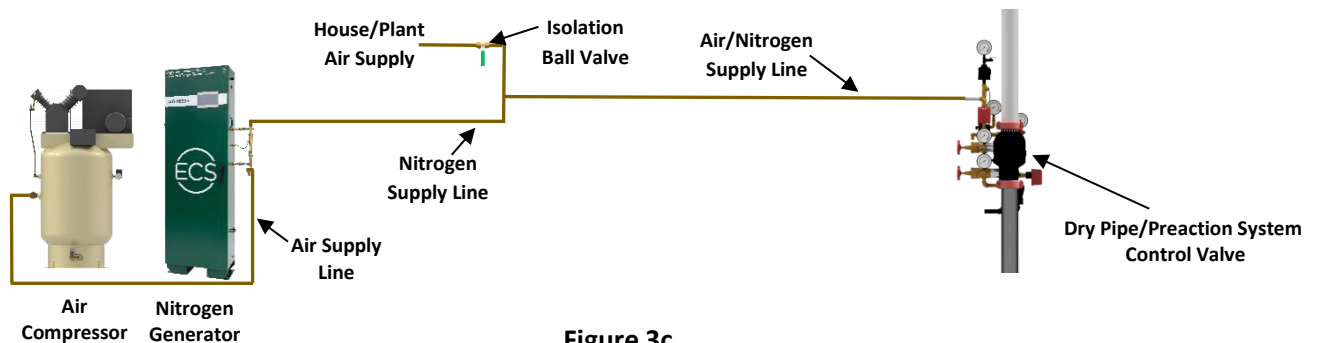 House/Plant
Air Supply
Isolation
Ball Valve
Air/Nitrogen
Supply Line
ECS
Nitrogen
Supply Line
Air Supply
Line
Dry Pipe/Preaction System
Control Valve
Air
Compressor
Nitrogen
Generator
Figure 3c